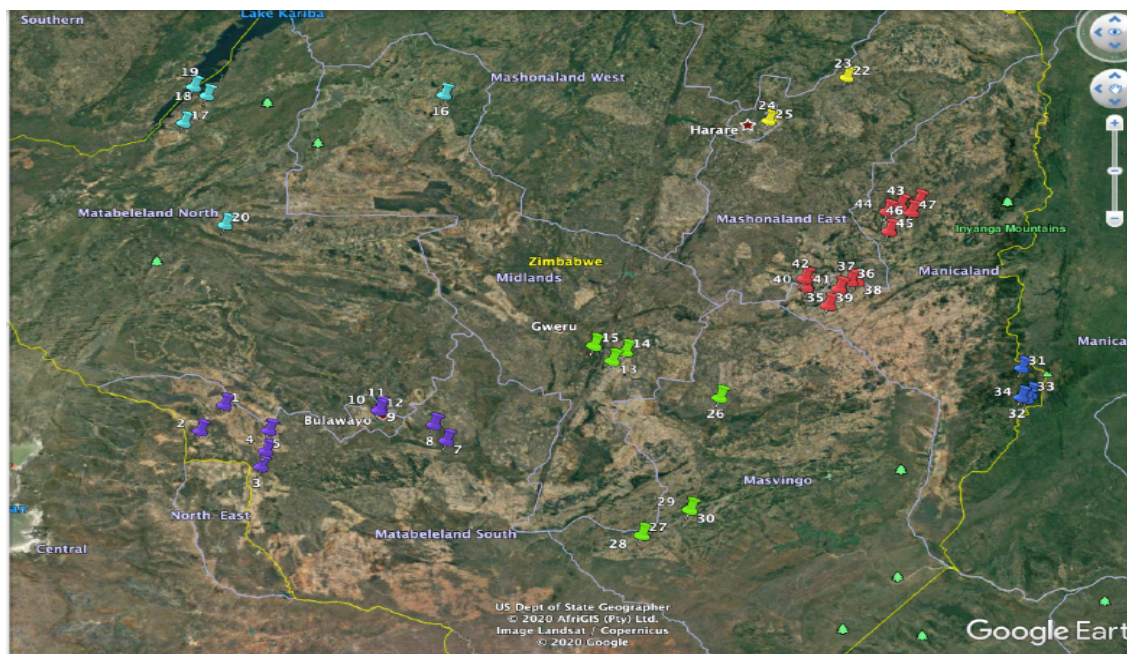 Southern
Lake Kariba
19
18
17
16
Mashonaland West
23
22
24
25
Harare
20
Matabeleland North
43
44
46
47
45
Mashonaland East
Inyanga Mountains
Zimbabwe
Midlands
42
40
41
37
36
38
35
39
Manicaland
Gweru
15
14
13
Manica
31
34
33
32
26
1
2
4
5
3
10
11
12
9
Bulawayo
8
7
29
30
Masvingo
27
28
North East
Matabeleland South
an
Central
US Dept of State Geographer
© 2020 AfriGIS (Pty) Ltd.
Image Landsat / Copernicus
© 2020 Google
Google Eart